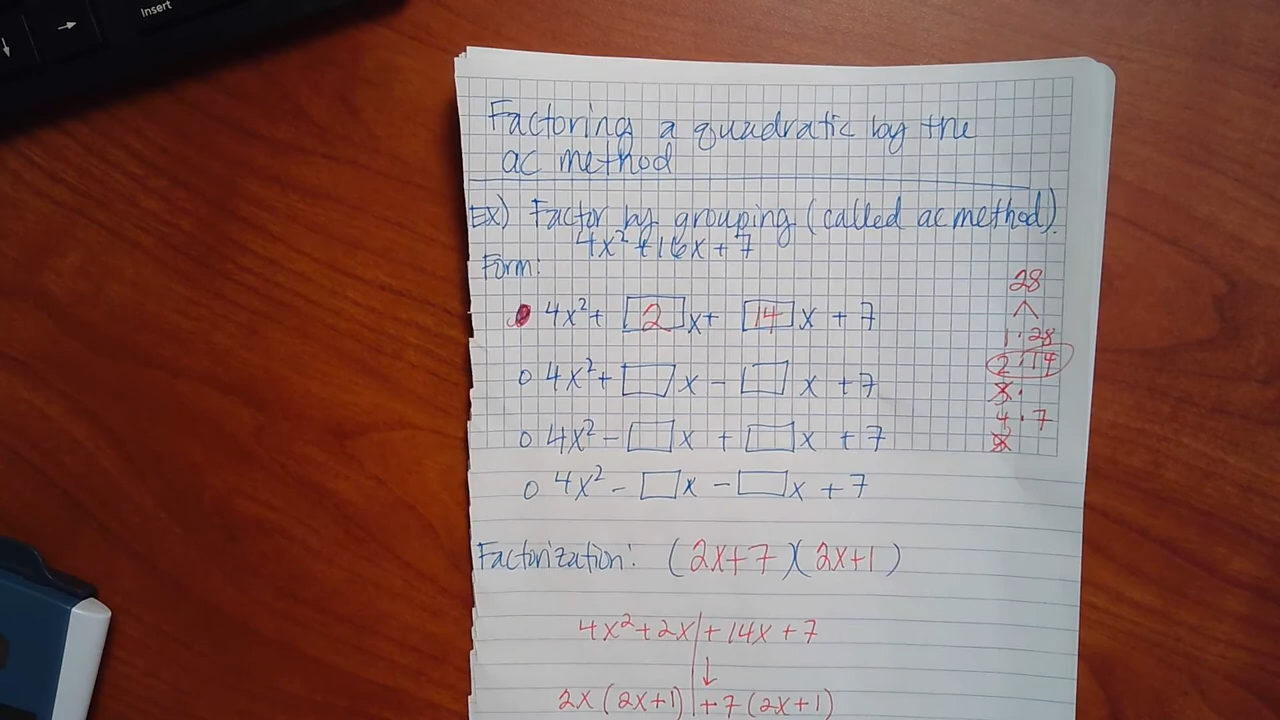 Insert
Factoring a quadratic by the
ac method
Ex) Factor by grouping (called ac method).
4x² + 16x + 7
Form:
4x² + 2 x + 14 x + 7
4x² + x - x + 7
4x² - x + x + 7
4x² - x - x + 7
28
1 · 28
2 · 14
3 ·
4 · 7
Factorization: (2x+7)(2x+1)
4x² + 2x | + 14x + 7
↓
2x (2x+1) | + 7 (2x+1)